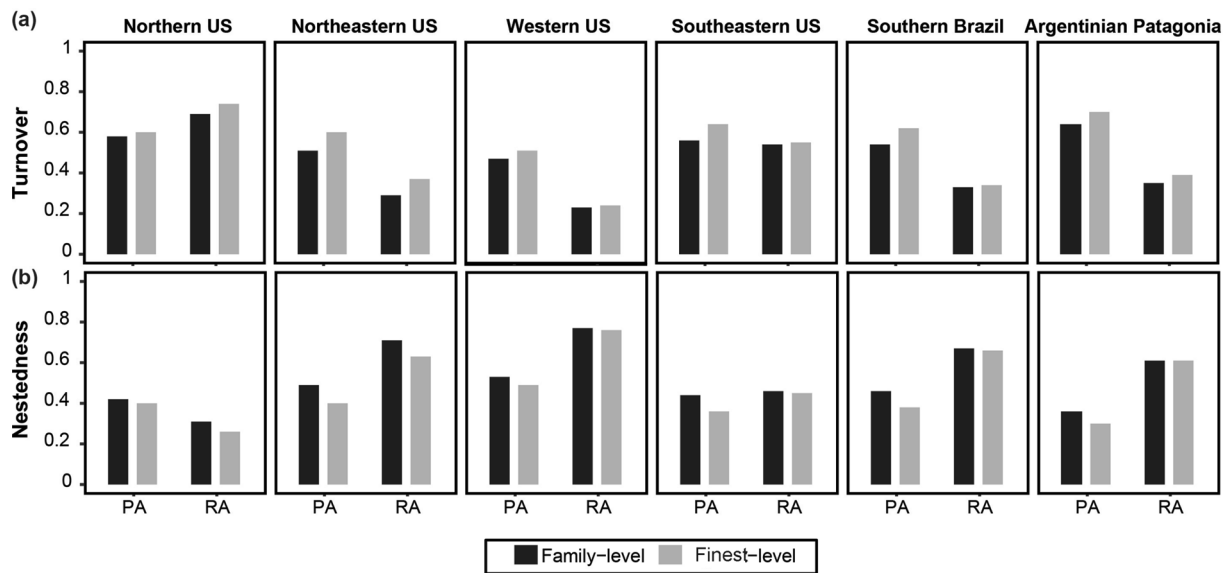 (a)
Northern US Northeastern US Western US Southeastern US Southern Brazil Argentinian Patagonia
Turnover
1
0.8
0.6
0.4
0.2
0
(b)
Nestedness
1
0.8
0.6
0.4
0.2
0
PA RA PA RA PA RA PA RA PA RA PA RA
Family-level Finest-level